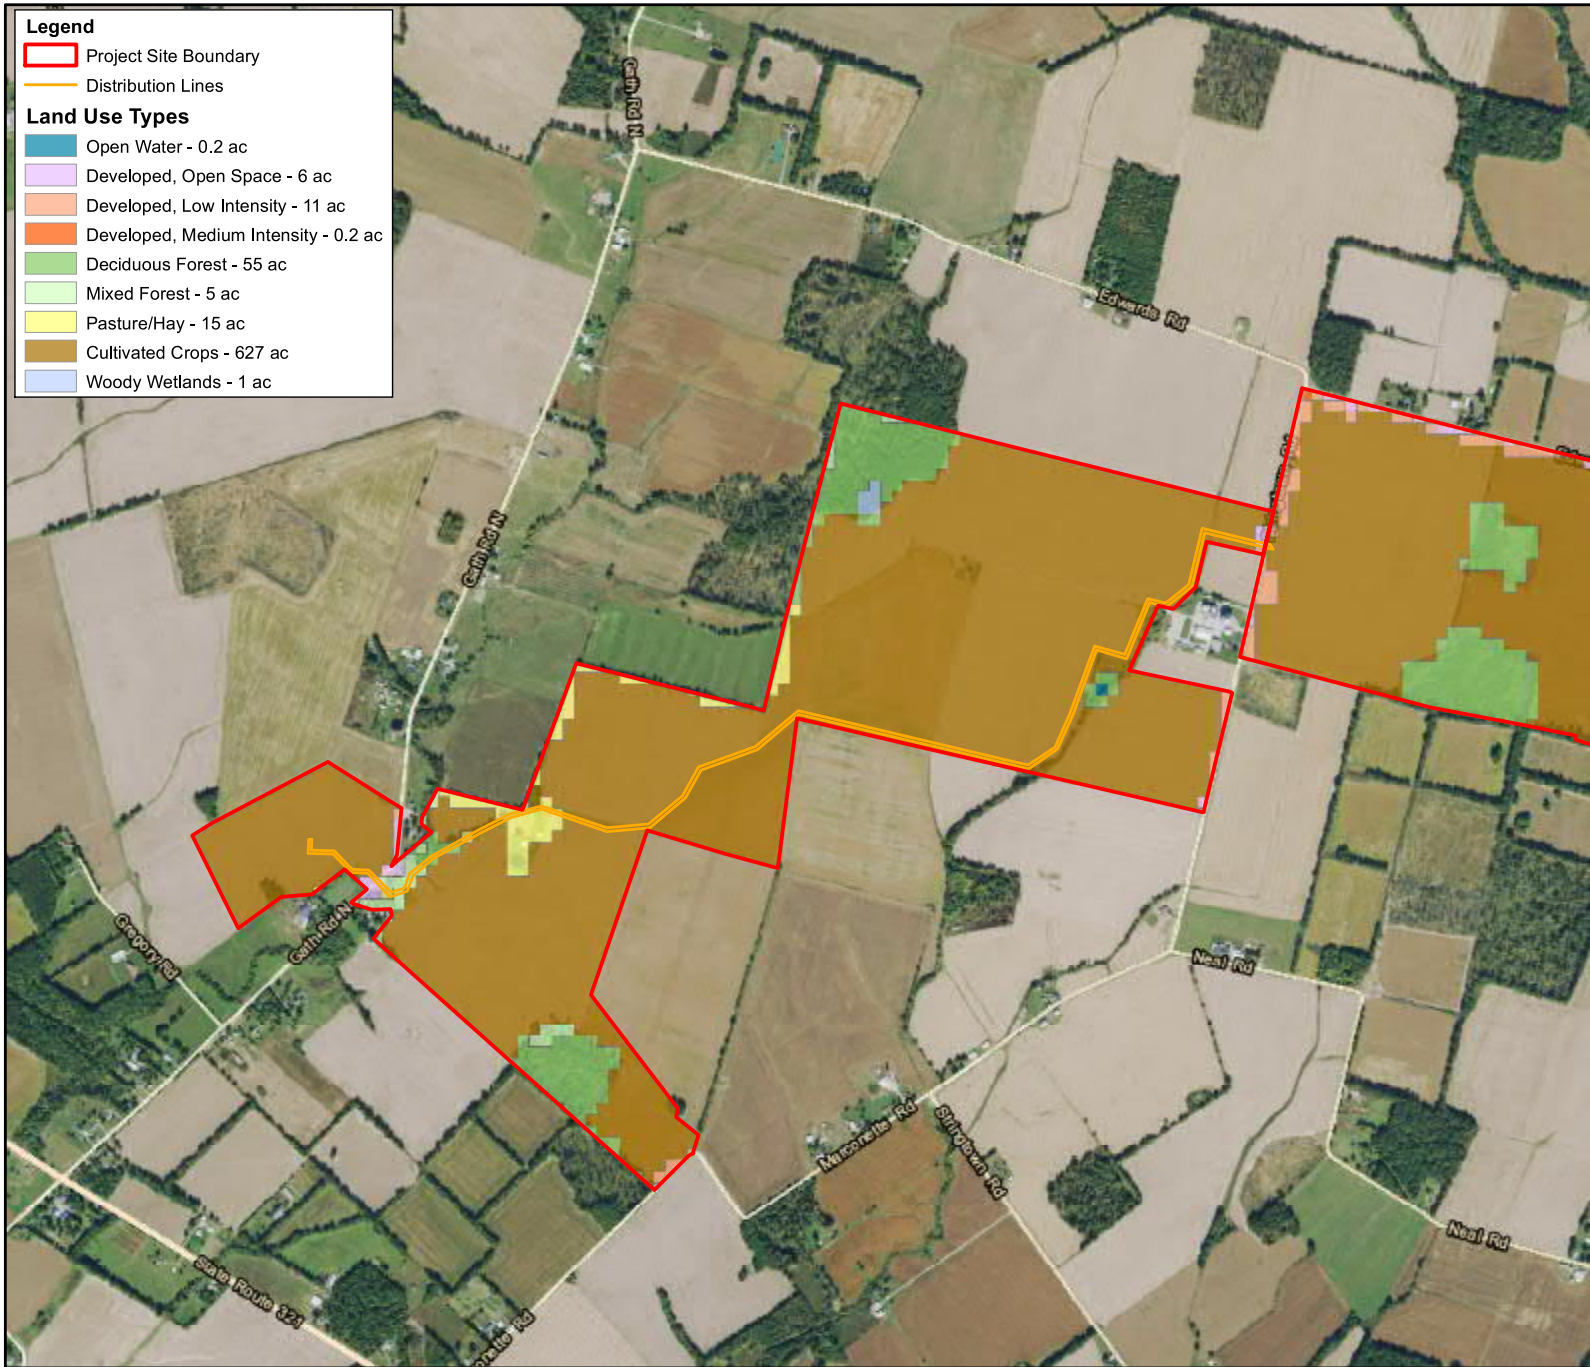 Legend
Project Site Boundary
Distribution Lines
Land Use Types
Open Water - 0.2 ac
Developed, Open Space - 6 ac
Developed, Low Intensity - 11 ac
Developed, Medium Intensity - 0.2 ac
Deciduous Forest - 55 ac
Mixed Forest - 5 ac
Pasture/Hay - 15 ac
Cultivated Crops - 627 ac
Woody Wetlands - 1 ac
Gath Rd N
Edwards Rd
Gath Rd N
Gath Rd N
Gregory Rd
Neal Rd
Marconette Rd
Stringtown Rd
Neal Rd
State Route 321
onette Rd